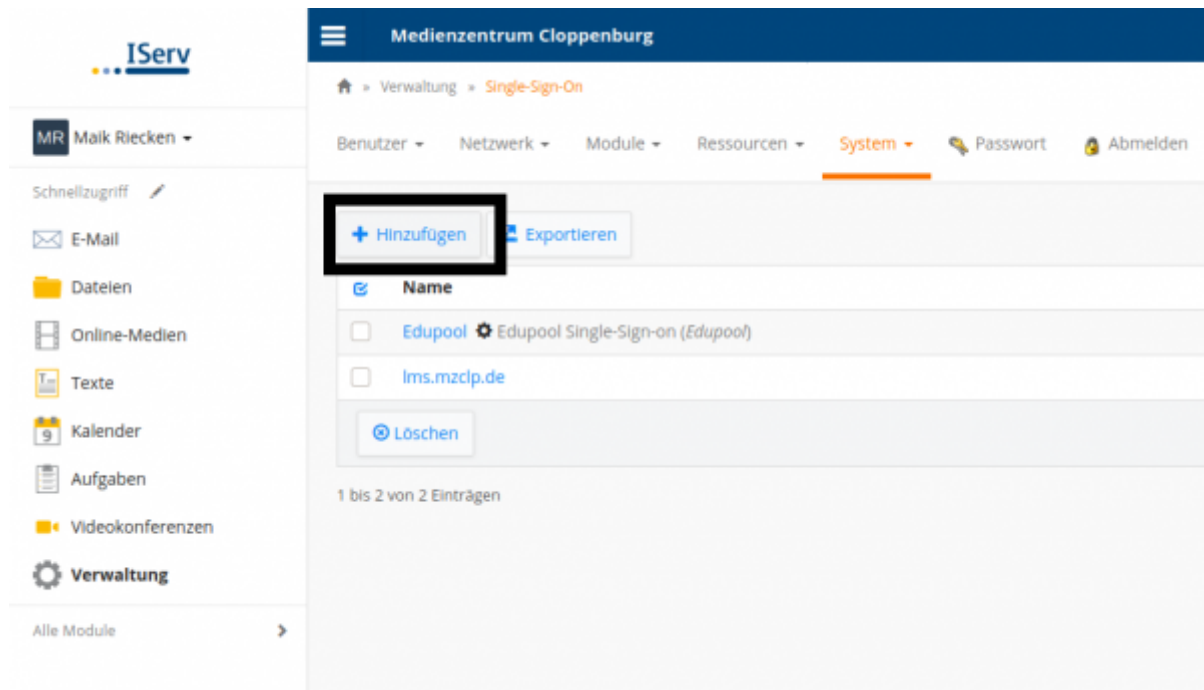 IServ
Medienzentrum Cloppenburg
» Verwaltung » Single-Sign-On
MR Maik Riecken
Benutzer Netzwerk Module Ressourcen System Passwort Abmelden
Schnellzugriff
E-Mail
Dateien
Online-Medien
Texte
9 Kalender
Aufgaben
Videokonferenzen
Verwaltung
Alle Module
+ Hinzufügen Exportieren
Name
Edupool Edupool Single-Sign-on (Edupool)
lms.mzclp.de
Löschen
1 bis 2 von 2 Einträgen